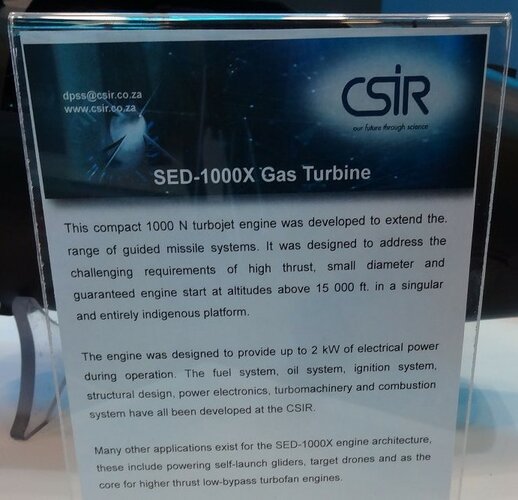 dpss@csir.co.za
www.csir.co.za
CSIR
our future through science
SED-1000X Gas Turbine
This compact 1000 N turbojet engine was developed to extend the
range of guided missile systems. It was designed to address the
challenging requirements of high thrust, small diameter and
guaranteed engine start at altitudes above 15 000 ft. in a singular
and entirely indigenous platform.
The engine was designed to provide up to 2 kW of electrical power
during operation. The fuel system, oil system, ignition system,
structural design, power electronics, turbomachinery and combustion
system have all been developed at the CSIR.
Many other applications exist for the SED-1000X engine architecture,
these include powering self-launch gliders, target drones and as the
core for higher thrust low-bypass turbofan engines.